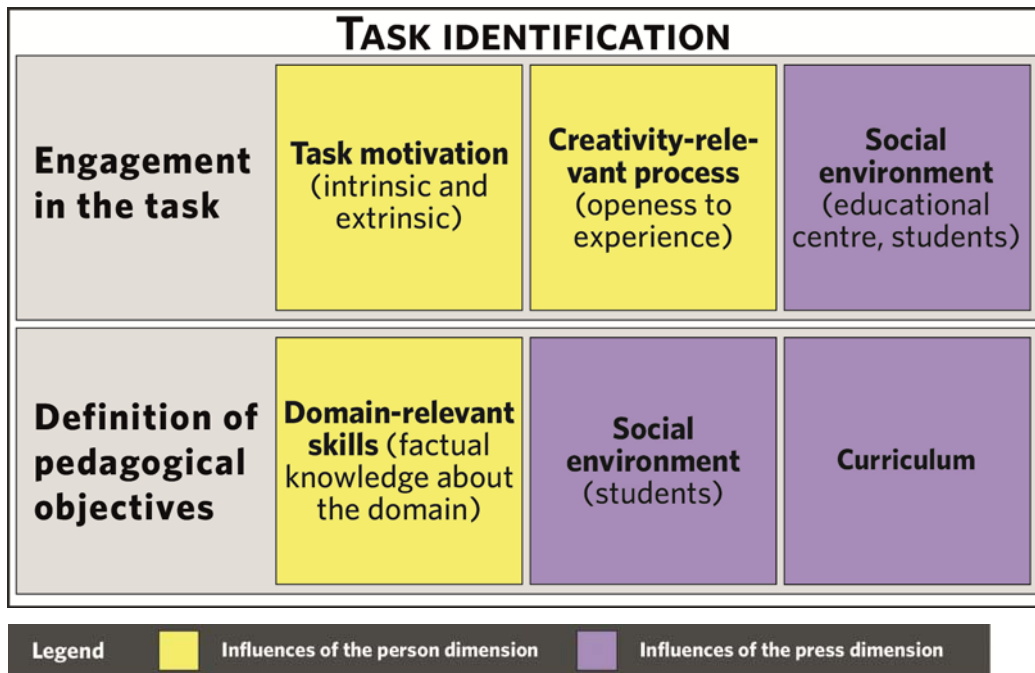 TASK IDENTIFICATION
Engagement
in the task
Task motivation
(intrinsic and
extrinsic)
Creativity-rele-
vant process
(openess to
experience)
Social
environment
(educational
centre, students)
Definition of
pedagogical
objectives
Domain-relevant
skills (factual
knowledge about
the domain)
Social
environment
(students)
Curriculum
Legend
Influences of the person dimension
Influences of the press dimension